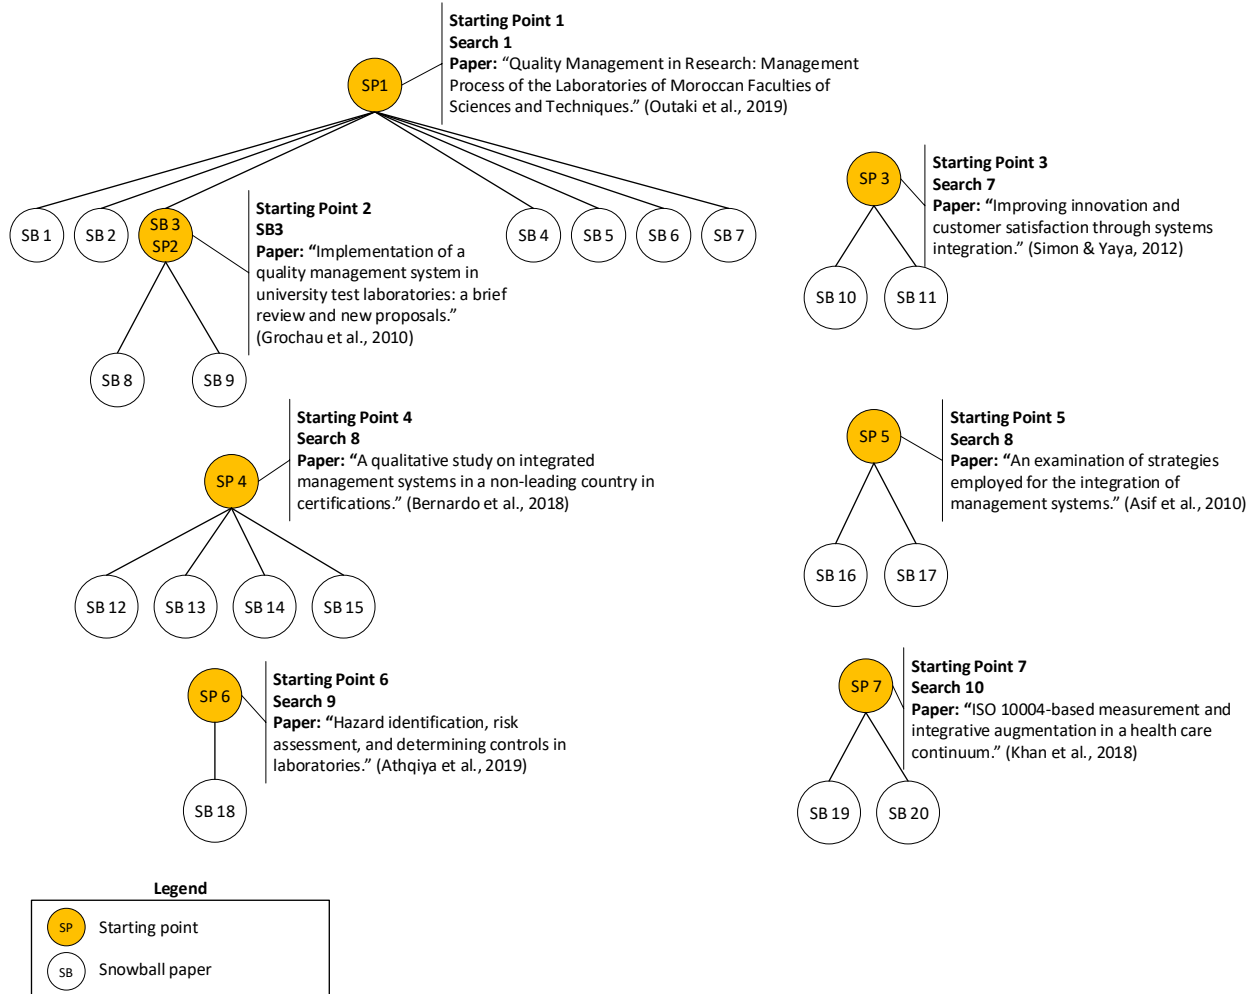 Starting Point 1
Search 1
Paper: “Quality Management in Research: Management
Process of the Laboratories of Moroccan Faculties of
Sciences and Techniques.” (Outaki et al., 2019)
SP1
Starting Point 3
Search 7
Paper: “Improving innovation and
customer satisfaction through systems
integration.” (Simon & Yaya, 2012)
SP 3
SB 1
SB 2
SB 3
SP2
Starting Point 2
SB3
Paper: “Implementation of a
quality management system in
university test laboratories: a brief
review and new proposals.”
(Grochau et al., 2010)
SB 4
SB 5
SB 6
SB 7
SB 10
SB 11
SB 8
SB 9
Starting Point 4
Search 8
Paper: “A qualitative study on integrated
management systems in a non-leading country in
certifications.” (Bernardo et al., 2018)
SP 4
Starting Point 5
Search 8
Paper: “An examination of strategies
employed for the integration of
management systems.” (Asif et al., 2010)
SP 5
SB 12
SB 13
SB 14
SB 15
SB 16
SB 17
SP 6
Starting Point 6
Search 9
Paper: “Hazard identification, risk
assessment, and determining controls in
laboratories.” (Athqiya et al., 2019)
SP 7
Starting Point 7
Search 10
Paper: “ISO 10004-based measurement and
integrative augmentation in a health care
continuum.” (Khan et al., 2018)
SB 18
SB 19
SB 20
Legend
SP Starting point
SB Snowball paper